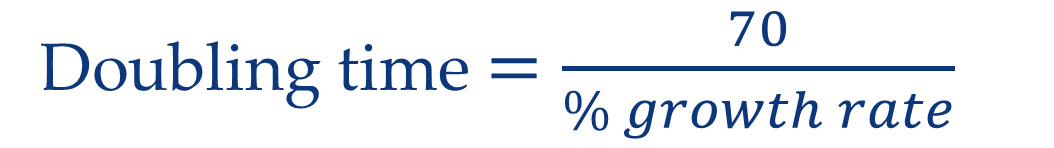 Doubling time = 70
% growth rate